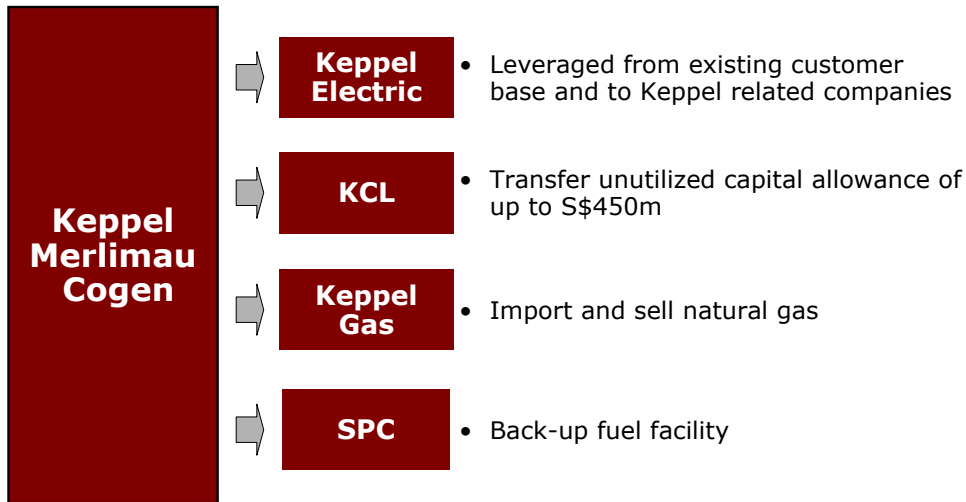 Keppel
Merlimau
Cogen
Keppel
Electric
• Leveraged from existing customer
base and to Keppel related companies
KCL
• Transfer unutilized capital allowance of
up to S$450m
Keppel
Gas
• Import and sell natural gas
SPC
• Back-up fuel facility